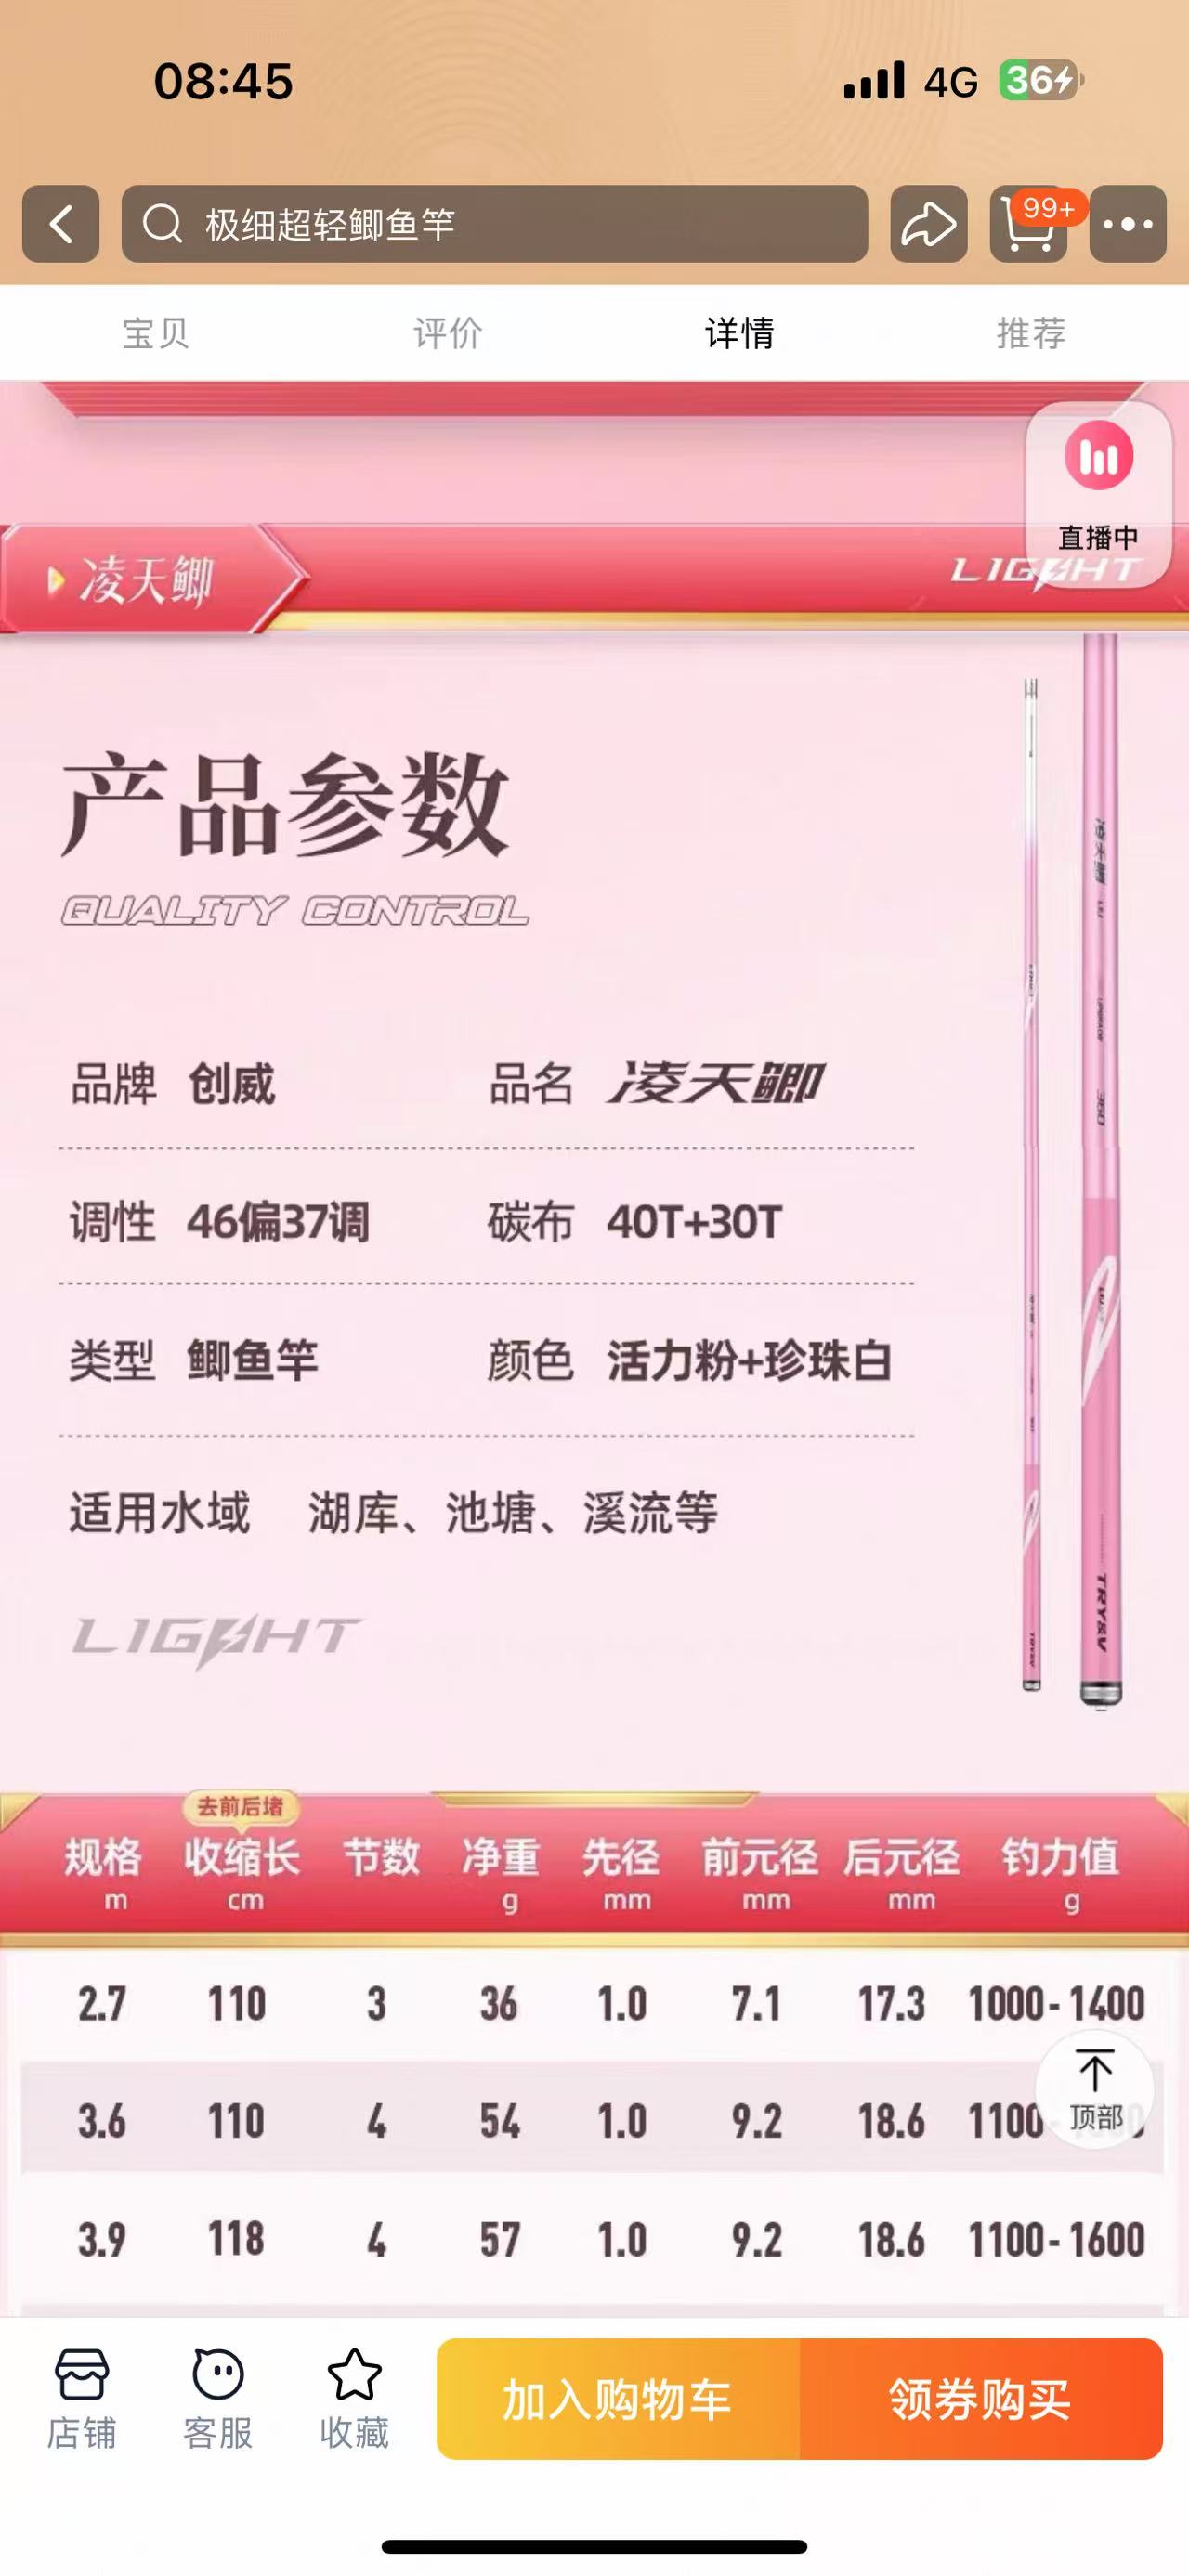 08:45
4G
36
极细超轻鲫鱼竿
99+
宝贝 评价 详情 推荐
直播中
凌天鲫
LIGHT
产品参数
QUALITY CONTROL
品牌 创威 品名 凌天鲫
调性 46偏37调 碳布 40T+30T
类型 鲫鱼竿 颜色 活力粉+珍珠白
适用水域 湖库、池塘、溪流等
LIGHT
凌天鲫
360
TRYSV
去前后堵
规格 收缩长 节数 净重 先径 前元径 后元径 钓力值
m cm g mm mm mm g
2.7 110 3 36 1.0 7.1 17.3 1000-1400
3.6 110 4 54 1.0 9.2 18.6 1100
顶部
3.9 118 4 57 1.0 9.2 18.6 1100-1600
店铺 客服 收藏 加入购物车 领券购买